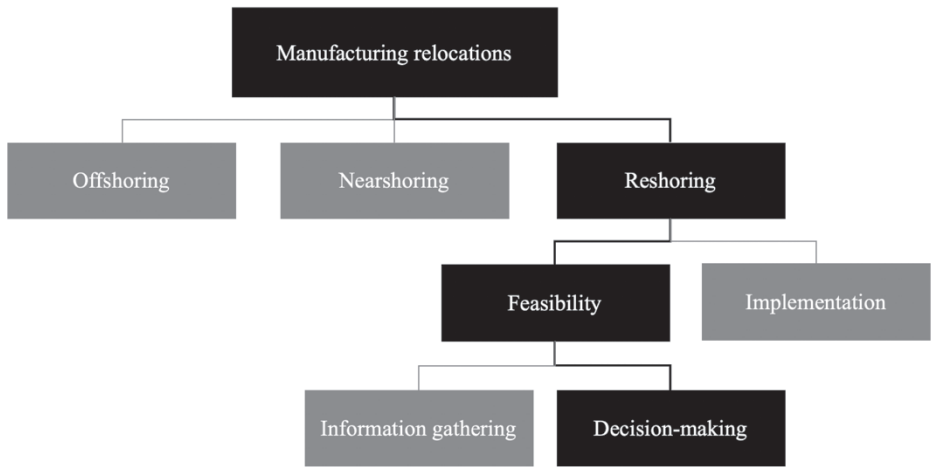 Manufacturing relocations
Offshoring
Nearshoring
Reshoring
Feasibility
Implementation
Information gathering
Decision-making